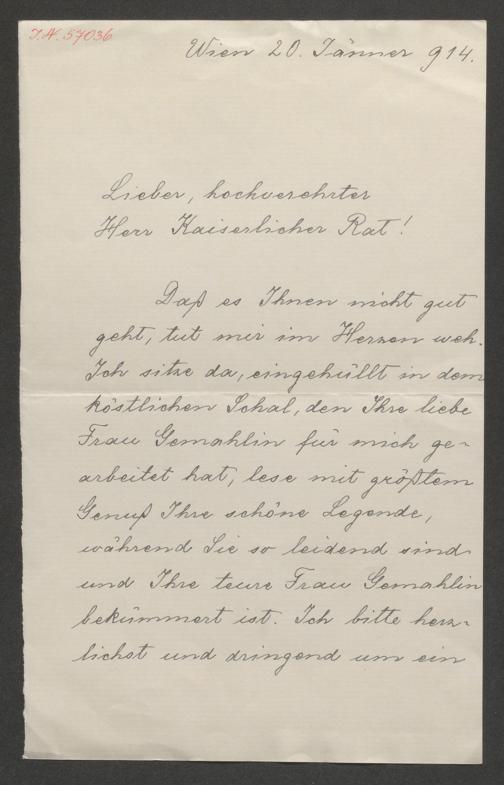 I.N. 57036
Wien 20. Jänner 914.
Lieber, hochverehrter
Herr Kaiserlicher Rat!
Daß es Ihnen nicht gut
geht, tut mir im Herzen weh.
Ich sitze da, eingehüllt in dem
köstlichen Schal, den Ihre liebe
Frau Gemahlin für mich ge-
arbeitet hat, lese mit größtem
Genuß Ihre schöne Legende,
während Sie so leidend sind
und Ihre teure Frau Gemahlin
bekümmert ist. Ich bitte herz-
lichst und dringend um ein